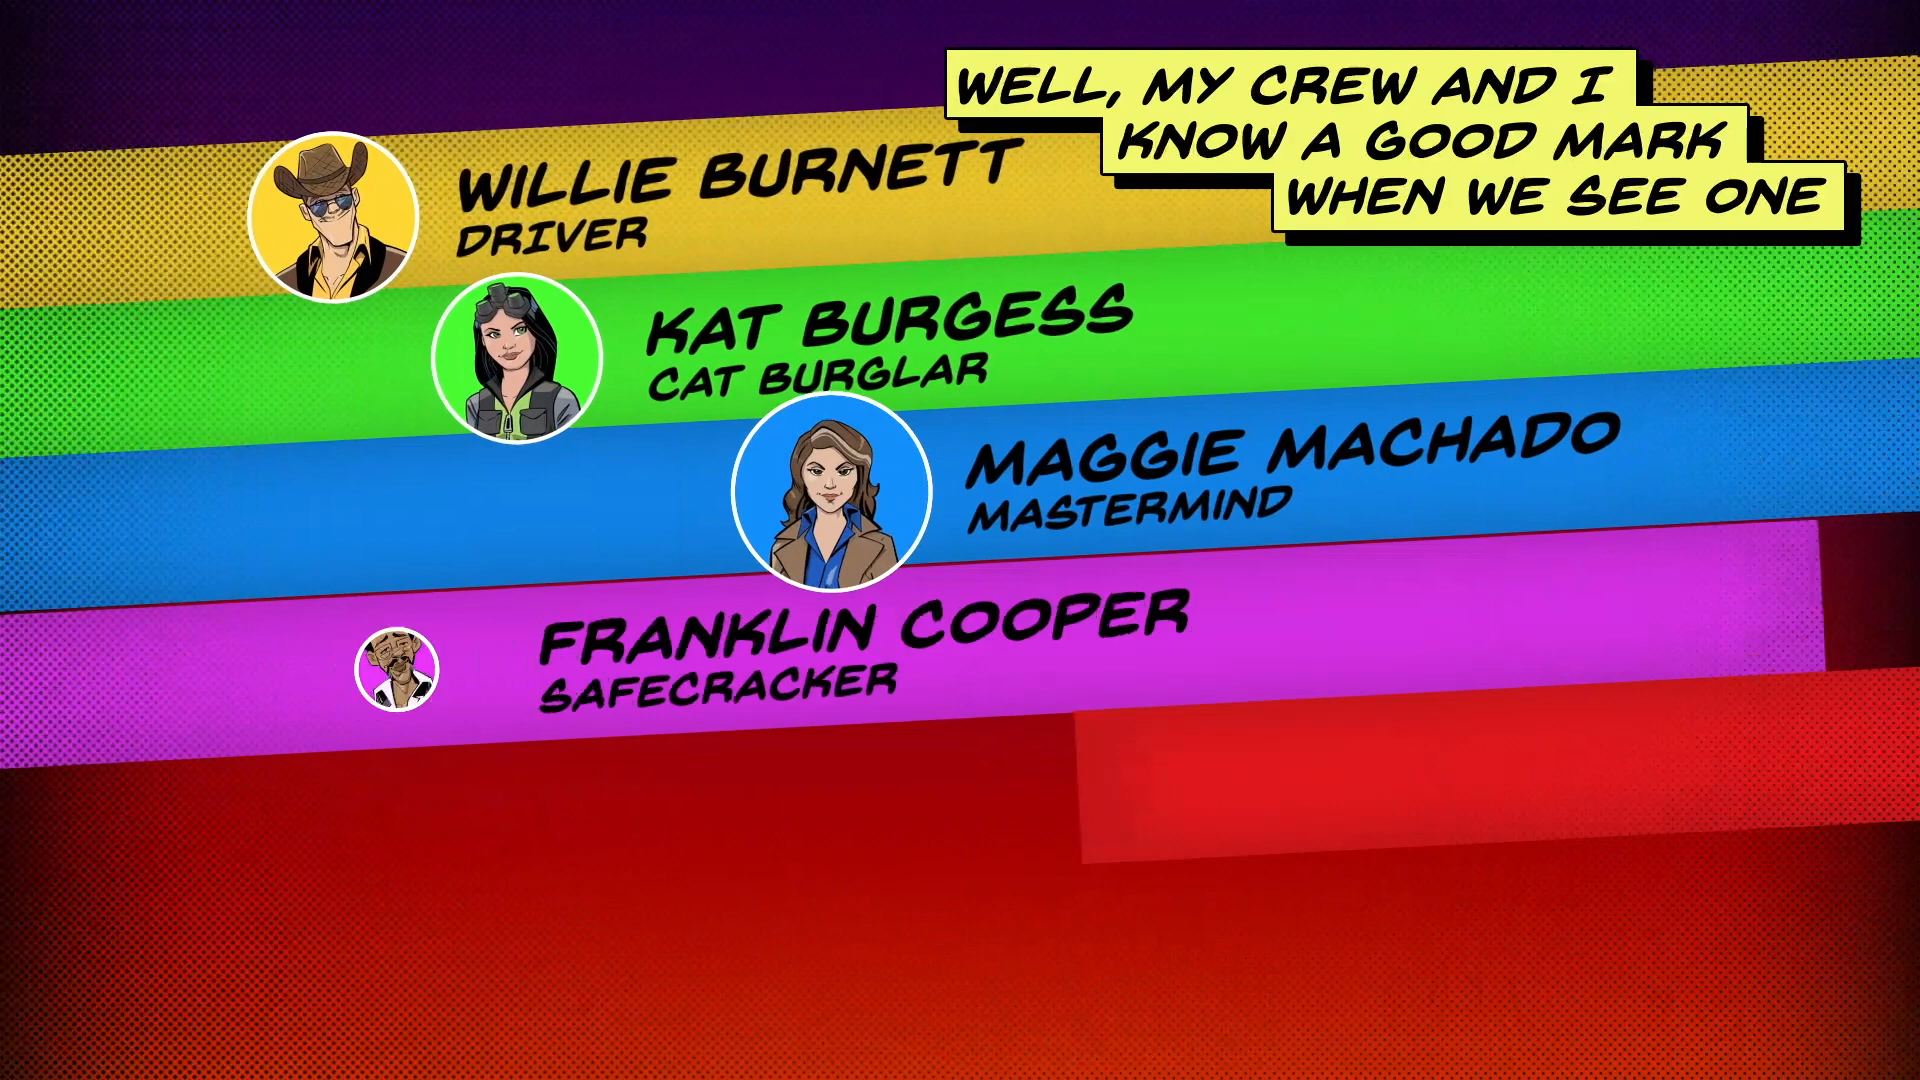 WELL, MY CREW AND I
KNOW A GOOD MARK
WHEN WE SEE ONE
WILLIE BURNETT
DRIVER
KAT BURGESS
CAT BURGLAR
MAGGIE MACHADO
MASTERMIND
FRANKLIN COOPER
SAFECRACKER